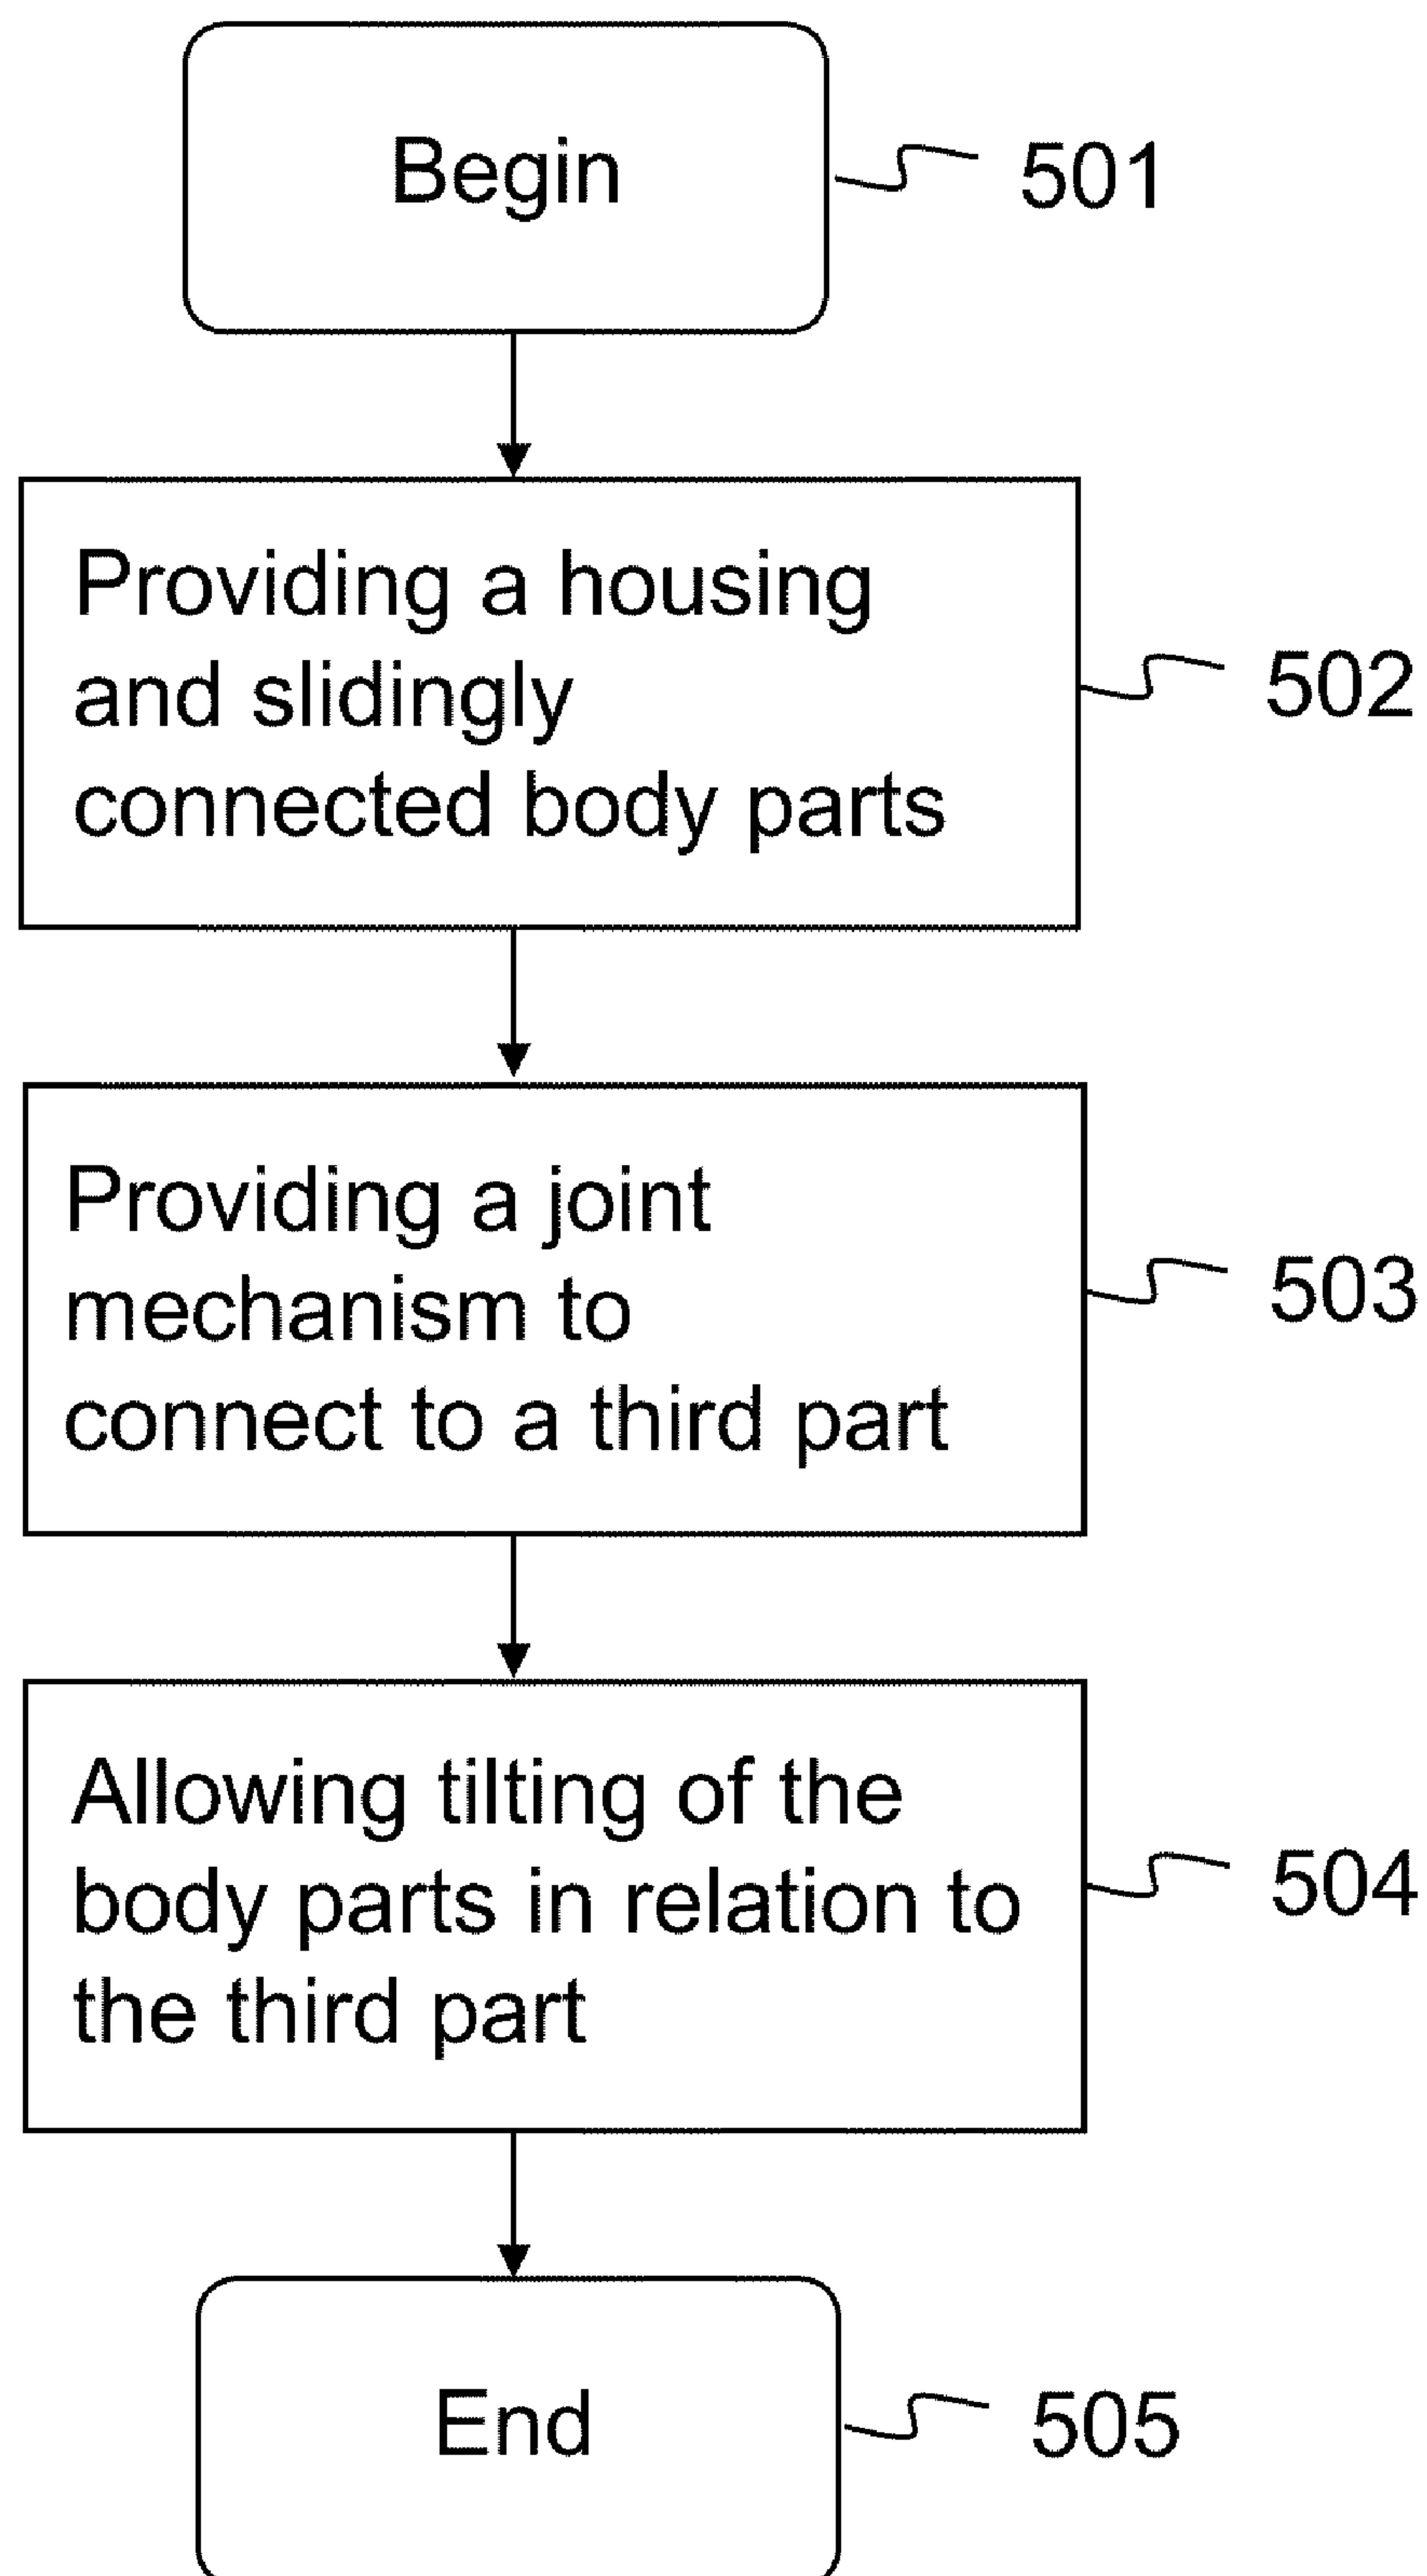 Begin
501
Providing a housing
and slidingly
connected body parts
502
Providing a joint
mechanism to
connect to a third part
503
Allowing tilting of the
body parts in relation to
the third part
504
End
505